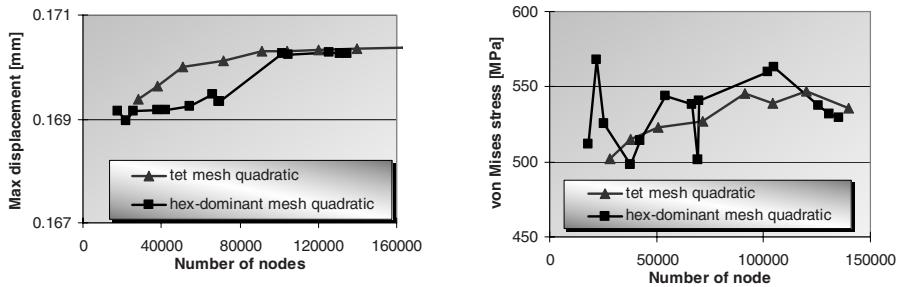 0.171
0.169
0.167
Max displacement [mm]
tet mesh quadratic
hex-dominant mesh quadratic
0 40000 80000 120000 160000
Number of nodes
600
550
500
450
von Mises stress [MPa]
tet mesh quadratic
hex-dominant mesh quadratic
0 50000 100000 150000
Number of node